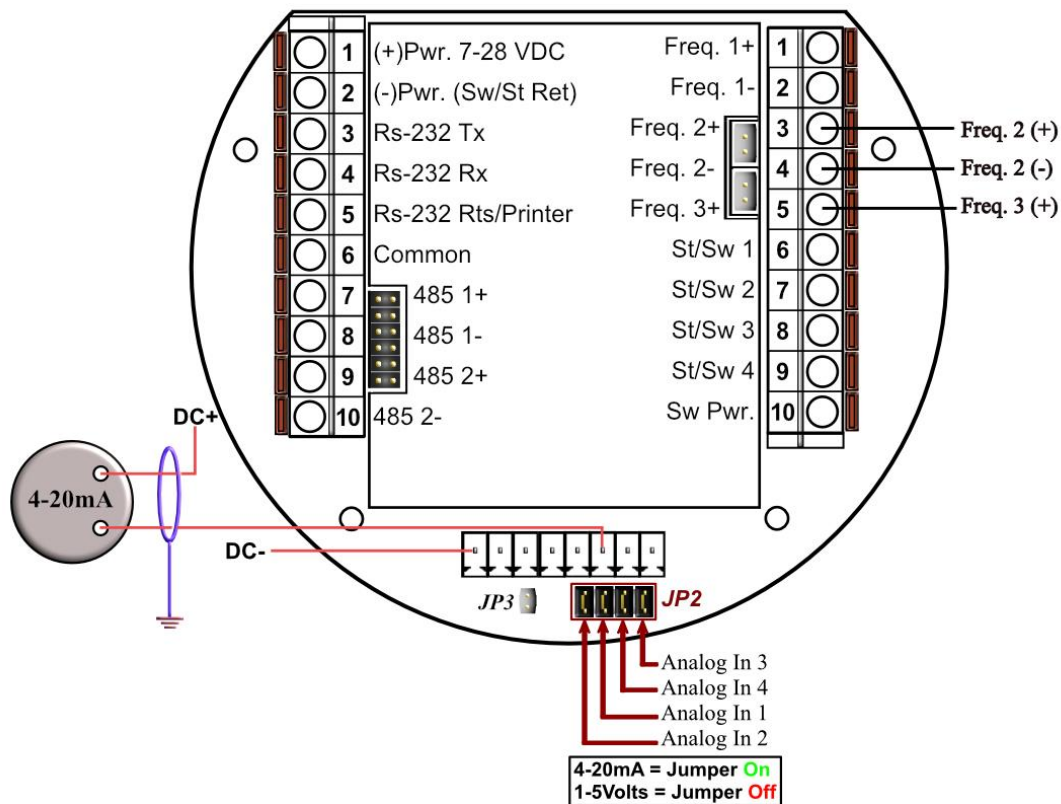 1 (+)Pwr. 7-28 VDC
2 (-)Pwr. (Sw/St Ret)
3 Rs-232 Tx
4 Rs-232 Rx
5 Rs-232 Rts/Printer
6 Common
7 485 1+
8 485 1-
9 485 2+
10 485 2-
Freq. 1+ 1
Freq. 1- 2
Freq. 2+ 3 Freq. 2 (+)
Freq. 2- 4 Freq. 2 (-)
Freq. 3+ 5 Freq. 3 (+)
St/Sw 1 6
St/Sw 2 7
St/Sw 3 8
St/Sw 4 9
Sw Pwr. 10
DC+
4-20mA
DC-
JP3
JP2
Analog In 3
Analog In 4
Analog In 1
Analog In 2
4-20mA = Jumper On
1-5Volts = Jumper Off